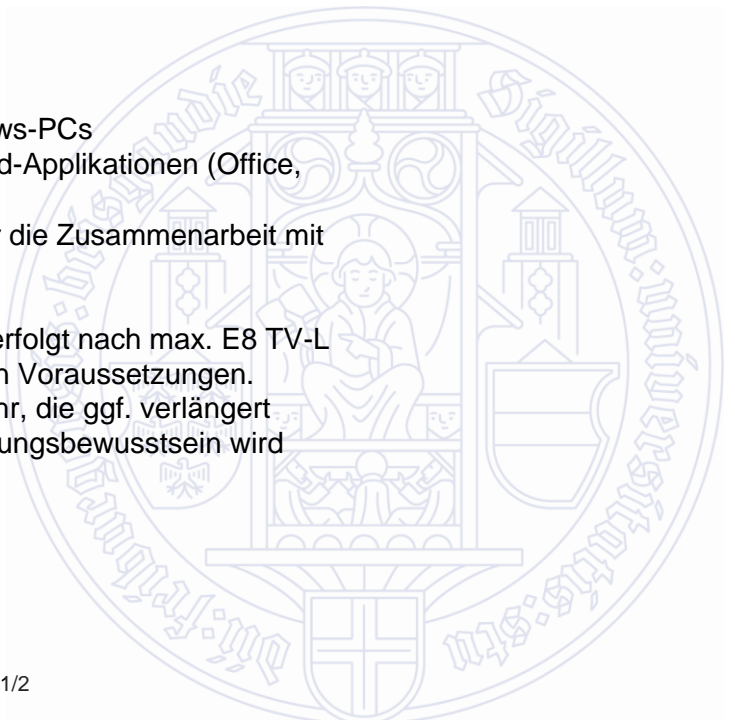 ws-PCs
d-Applikationen (Office,
r die Zusammenarbeit mit
erfolgt nach max. E8 TV-L
n Voraussetzungen.
hr, die ggf. verlängert
ungsbewusstsein wird
1/2